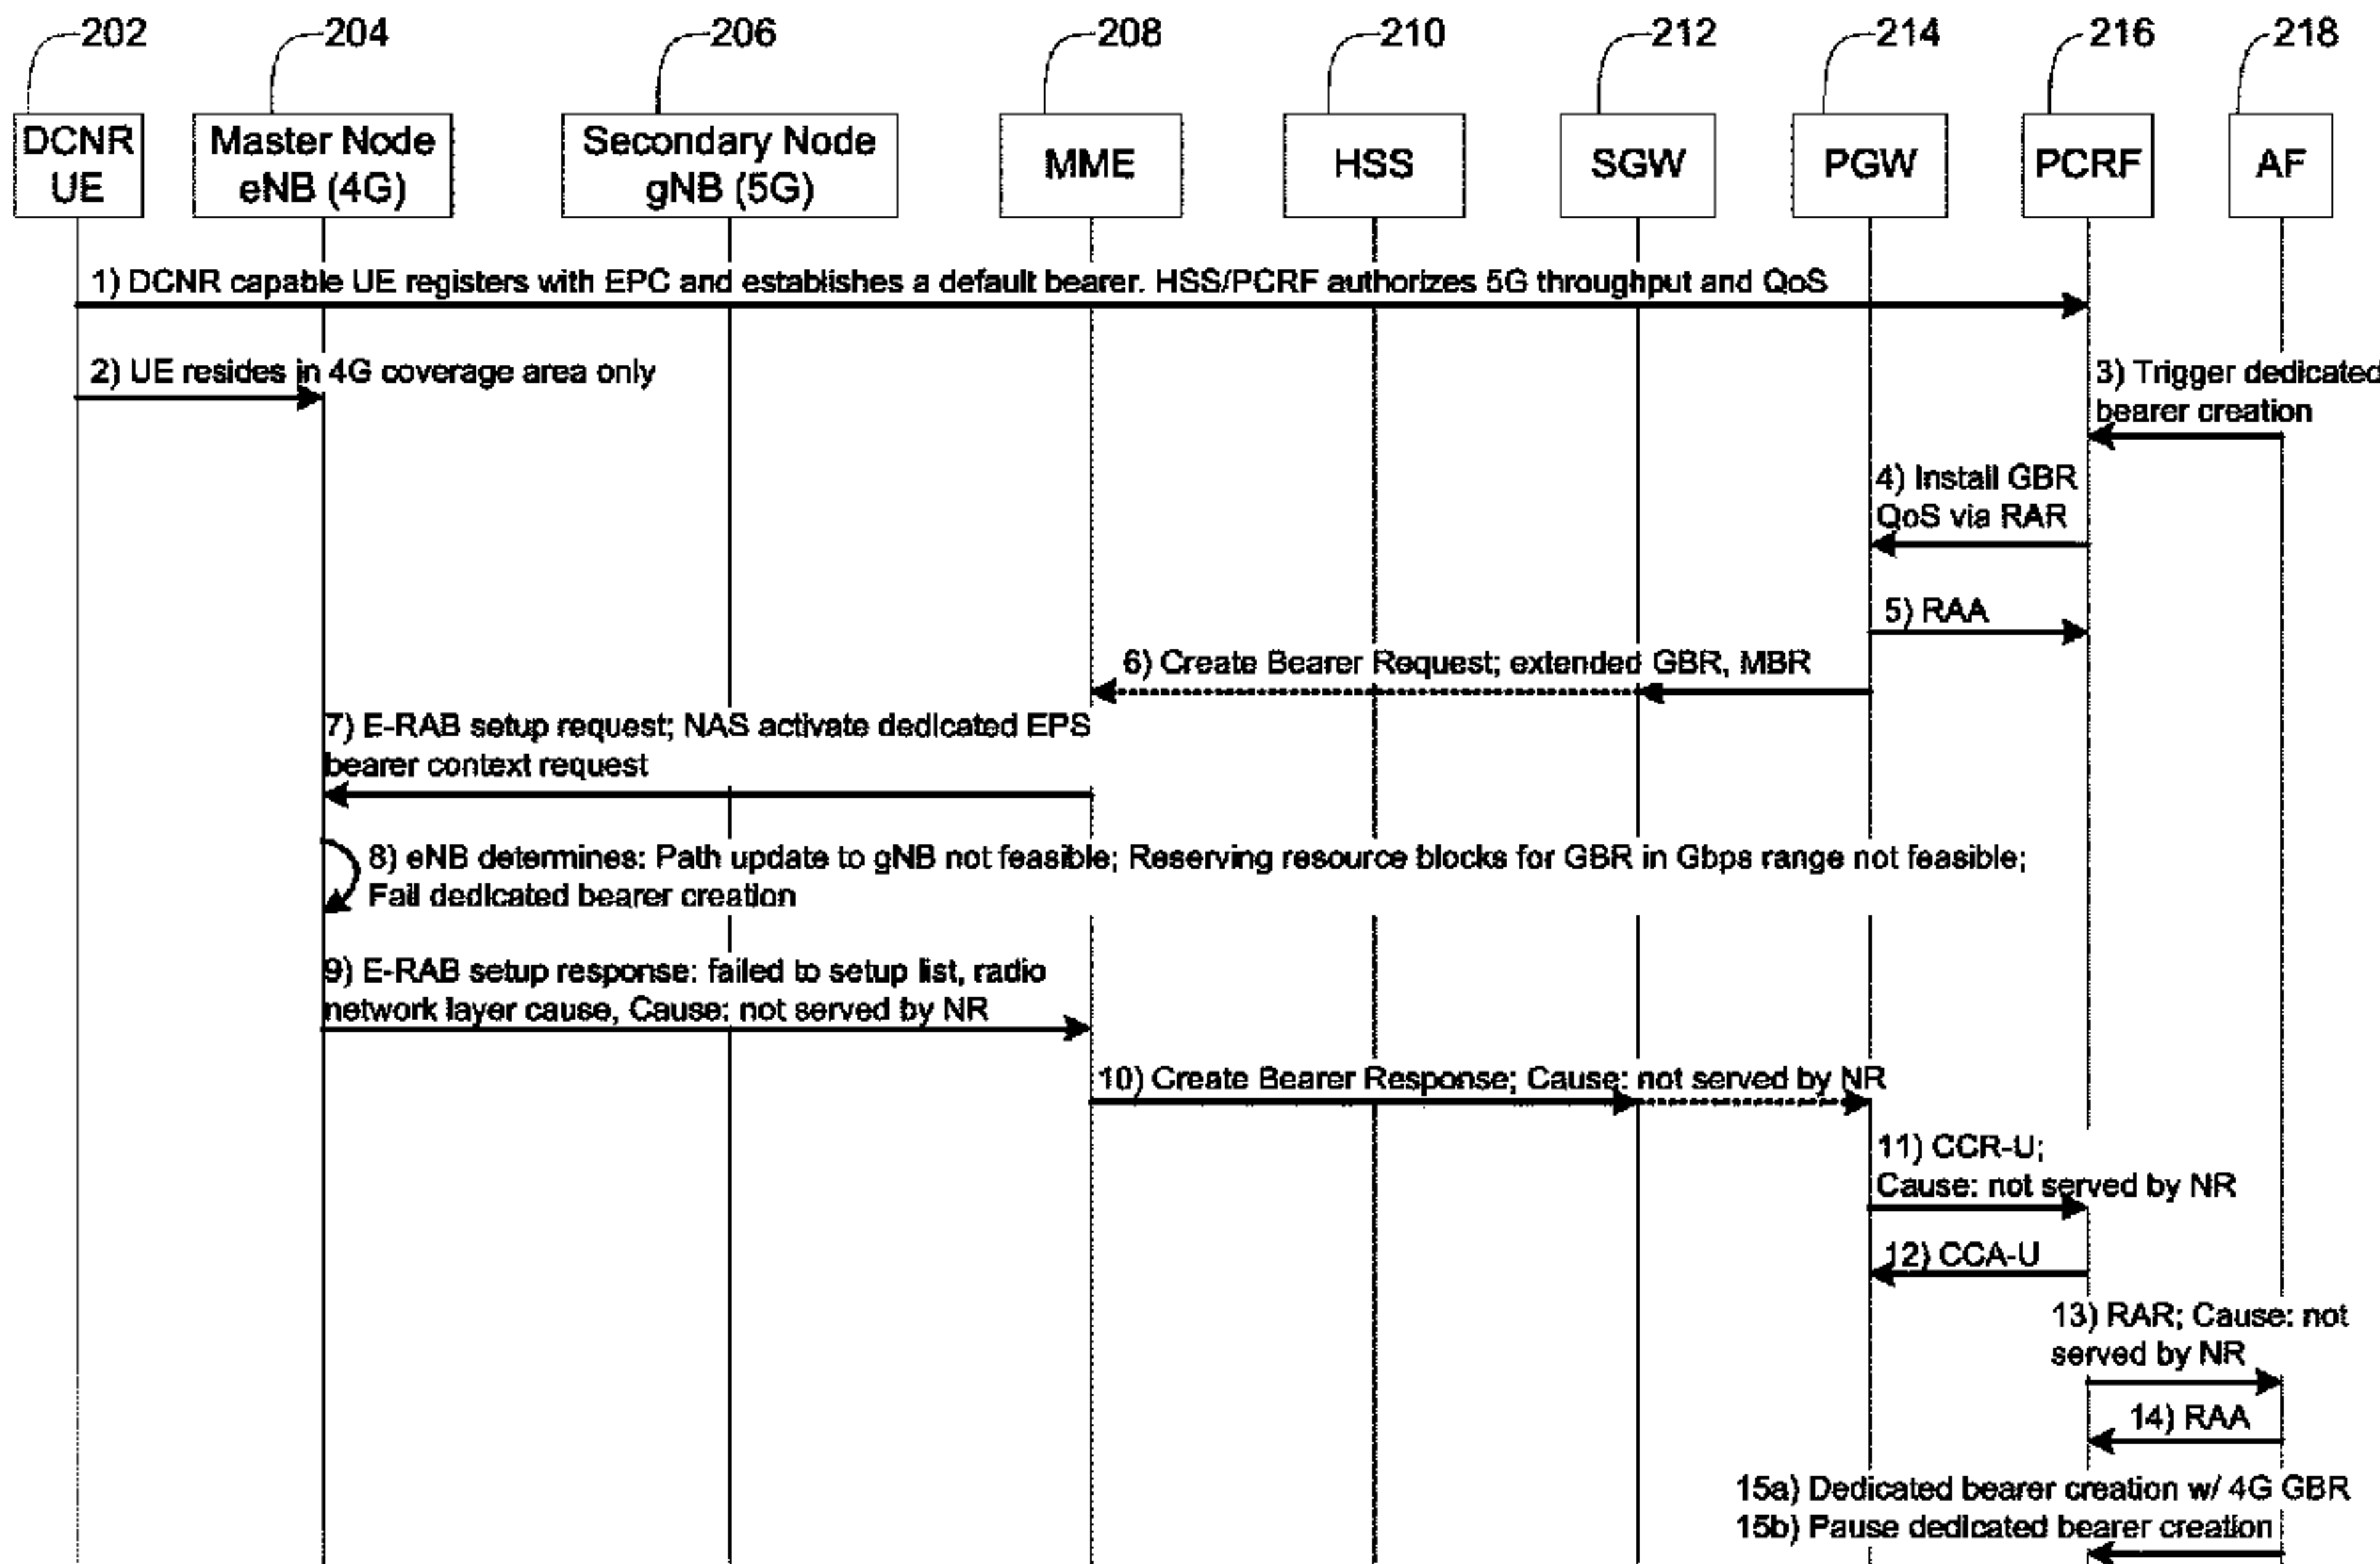 202
204
206
208
210
212
214
216
218
DCNR
UE
Master Node
eNB (4G)
Secondary Node
gNB (5G)
MME
HSS
SGW
PGW
PCRF
AF
1) DCNR capable UE registers with EPC and establishes a default bearer. HSS/PCRF authorizes 5G throughput and QoS
2) UE resides in 4G coverage area only
3) Trigger dedicated
bearer creation
4) Install GBR
QoS via RAR
5) RAA
6) Create Bearer Request; extended GBR, MBR
7) E-RAB setup request; NAS activate dedicated EPS
bearer context request
8) eNB determines: Path update to gNB not feasible; Reserving resource blocks for GBR in Gbps range not feasible;
Fail dedicated bearer creation
9) E-RAB setup response: failed to setup list, radio
network layer cause, Cause: not served by NR
10) Create Bearer Response; Cause: not served by NR
11) CCR-U;
Cause: not served by NR
12) CCA-U
13) RAR; Cause: not
served by NR
14) RAA
15a) Dedicated bearer creation w/ 4G GBR
15b) Pause dedicated bearer creation